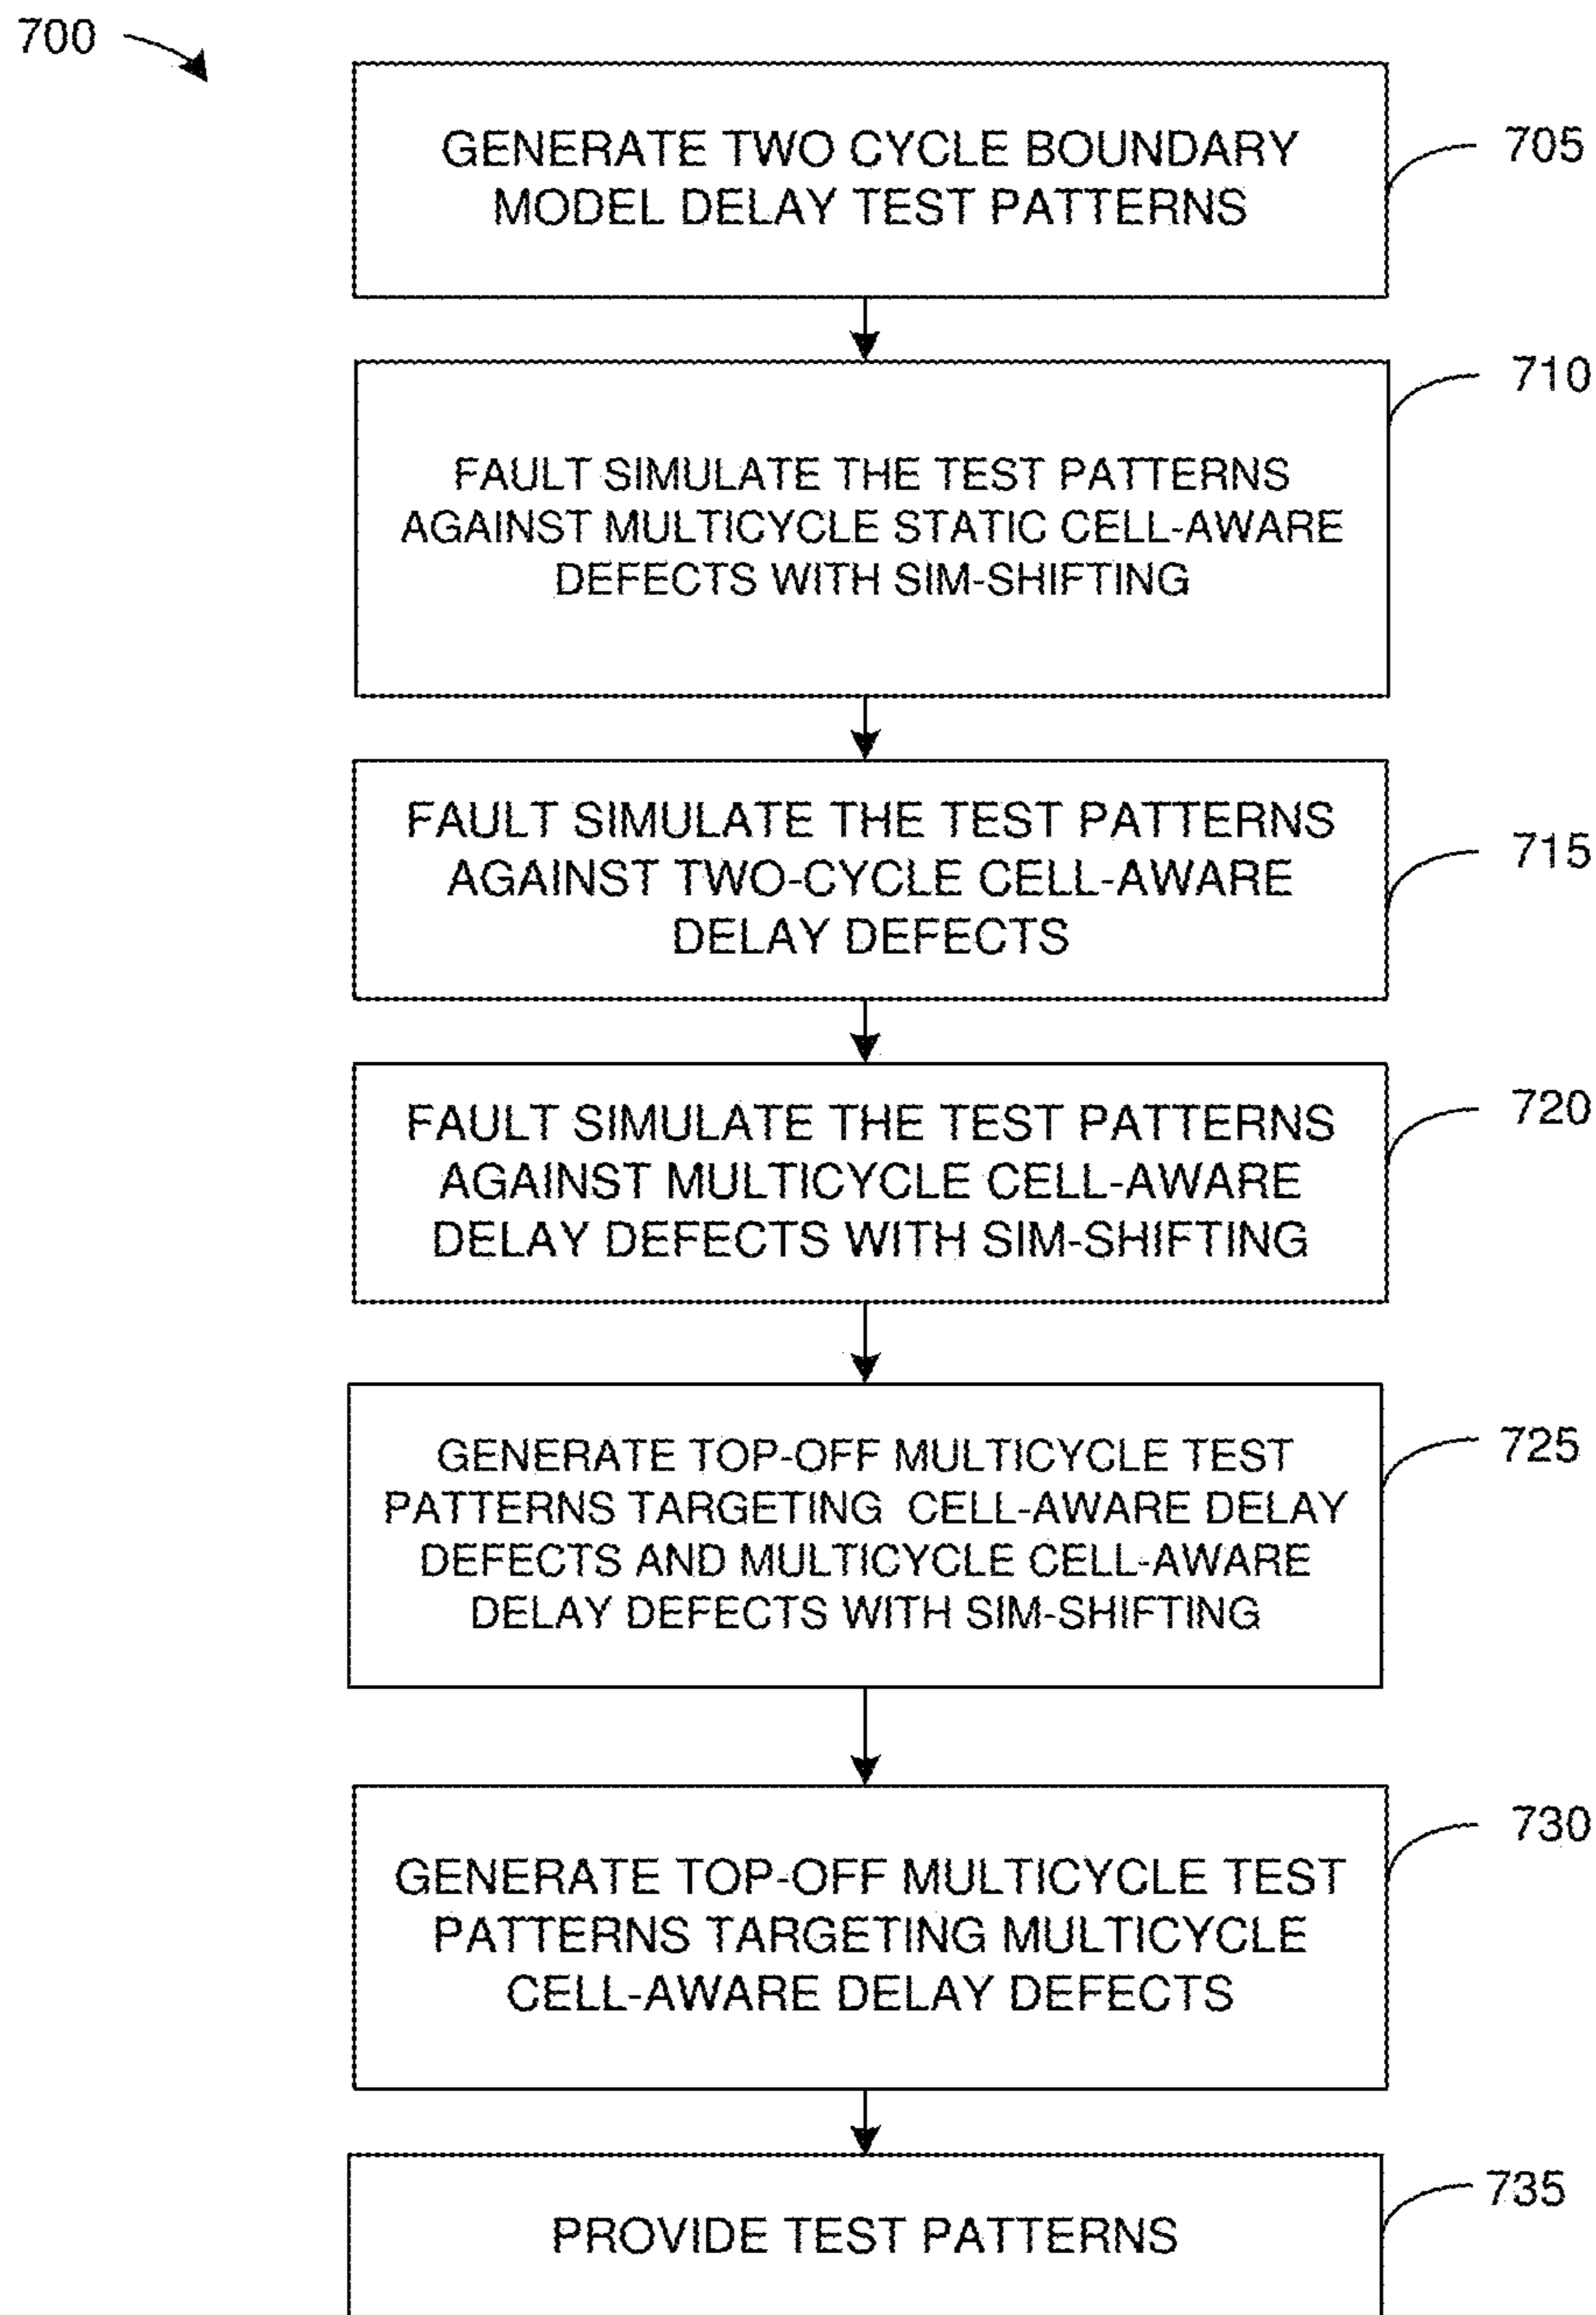 700
GENERATE TWO CYCLE BOUNDARY
MODEL DELAY TEST PATTERNS
705
FAULT SIMULATE THE TEST PATTERNS
AGAINST MULTICYCLE STATIC CELL-AWARE
DEFECTS WITH SIM-SHIFTING
710
FAULT SIMULATE THE TEST PATTERNS
AGAINST TWO-CYCLE CELL-AWARE
DELAY DEFECTS
715
FAULT SIMULATE THE TEST PATTERNS
AGAINST MULTICYCLE CELL-AWARE
DELAY DEFECTS WITH SIM-SHIFTING
720
GENERATE TOP-OFF MULTICYCLE TEST
PATTERNS TARGETING CELL-AWARE DELAY
DEFECTS AND MULTICYCLE CELL-AWARE
DELAY DEFECTS WITH SIM-SHIFTING
725
GENERATE TOP-OFF MULTICYCLE TEST
PATTERNS TARGETING MULTICYCLE
CELL-AWARE DELAY DEFECTS
730
PROVIDE TEST PATTERNS
735